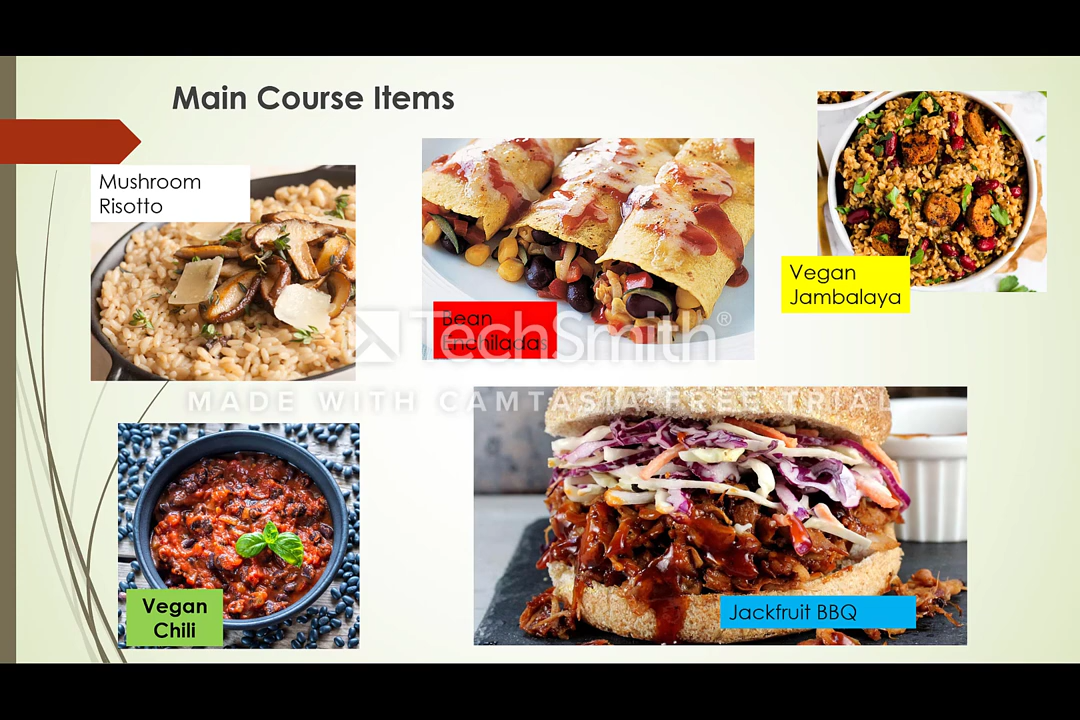 Main Course Items
Mushroom
Risotto
Vegan
Jambalaya
Bean
Enchiladas
TechSmith®
MADE WITH CAMTASIA FREE TRIAL
Vegan
Chili
Jackfruit BBQ